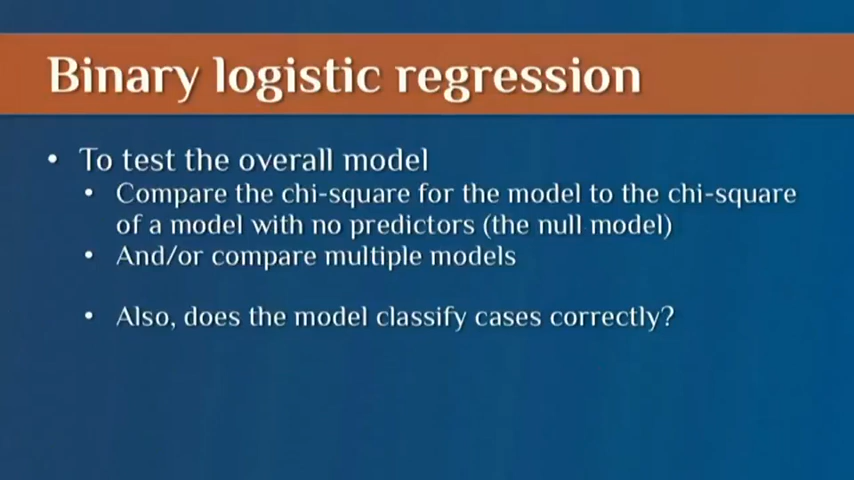 Binary logistic regression
• To test the overall model
• Compare the chi-square for the model to the chi-square
of a model with no predictors (the null model)
• And/or compare multiple models
• Also, does the model classify cases correctly?